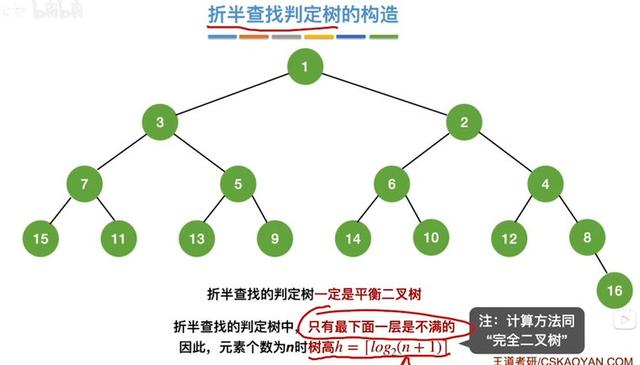 bilibili
折半查找判定树的构造
1
3
2
7
5
6
4
15
11
13
9
14
10
12
8
16
折半查找的判定树一定是平衡二叉树
折半查找的判定树中，只有最下面一层是不满的
因此，元素个数为n时树高h = ⌈log₂(n + 1)⌉
注：计算方法同
“完全二叉树”
王道考研/CSKAOYAN.COM